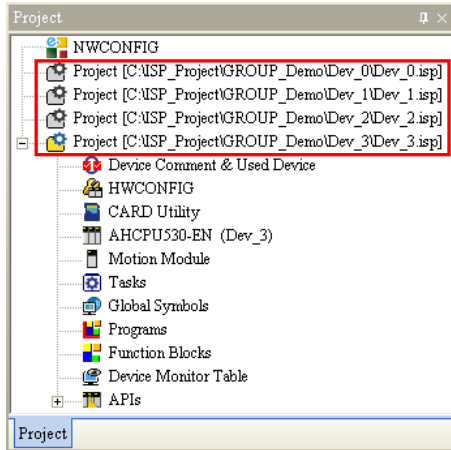 Project
NWCONFIG
Project [C:\ISP_Project\GROUP_Demo\Dev_0\Dev_0.isp]
Project [C:\ISP_Project\GROUP_Demo\Dev_1\Dev_1.isp]
Project [C:\ISP_Project\GROUP_Demo\Dev_2\Dev_2.isp]
Project [C:\ISP_Project\GROUP_Demo\Dev_3\Dev_3.isp]
Device Comment & Used Device
HWCONFIG
CARD Utility
AHCPU530-EN (Dev_3)
Motion Module
Tasks
Global Symbols
Programs
Function Blocks
Device Monitor Table
APIs
Project